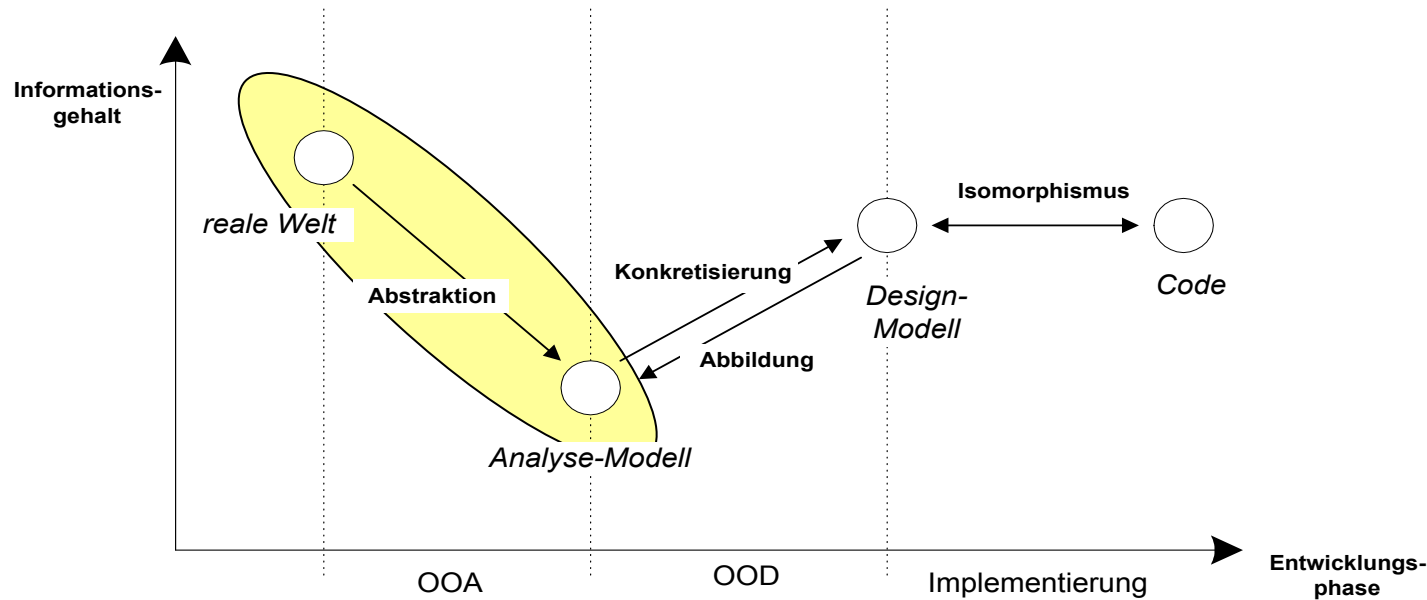 Informations-
gehalt
reale Welt
Abstraktion
Analyse-Modell
Konkretisierung
Abbildung
Design-
Modell
Isomorphismus
Code
OOA
OOD
Implementierung
Entwicklungs-
phase